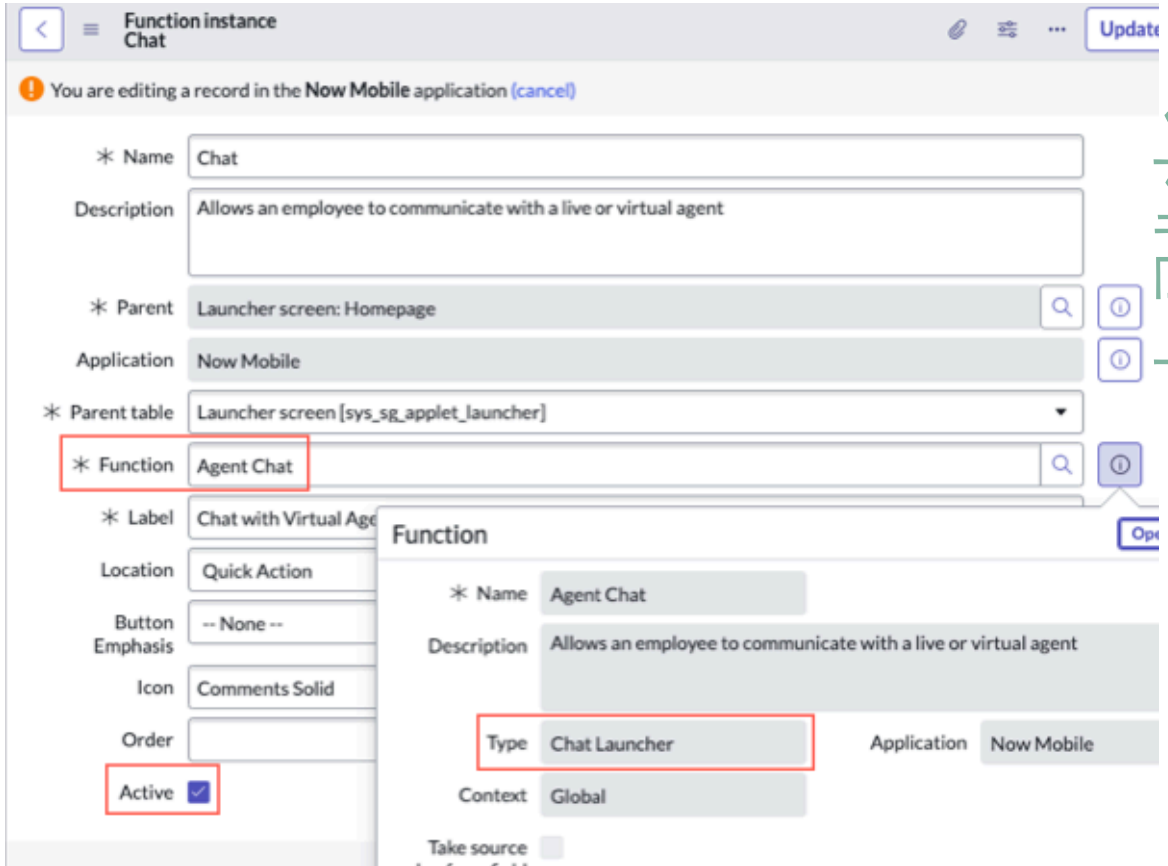 Function instance
Chat
You are editing a record in the Now Mobile application (cancel)
Name Chat
Description Allows an employee to communicate with a live or virtual agent
Parent Launcher screen: Homepage
Application Now Mobile
Parent table Launcher screen [sys_sg_applet_launcher]
Function Agent Chat
Label Chat with Virtual Age
Location Quick Action
Button Emphasis -- None --
Icon Comments Solid
Order
Active
Update
Function
Ope
Name Agent Chat
Description Allows an employee to communicate with a live or virtual agent
Type Chat Launcher
Application Now Mobile
Context Global
Take source